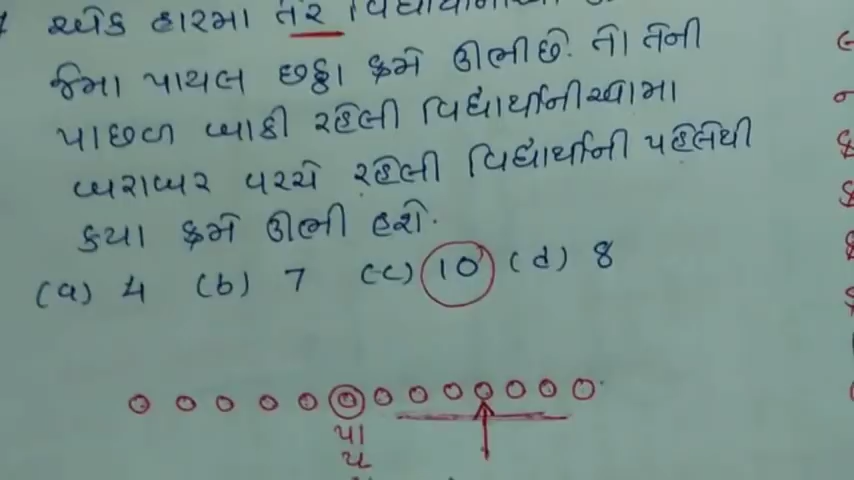 એક હારમા તેર વિદ્યાર્થીનીઓ
જેમા પાયલ છઠ્ઠા ક્રમે ઊભી છે. તો તેની
પાછળ બાકી રહેલી વિદ્યાર્થીનીઓમા
બરાબર વચ્ચે રહેલી વિદ્યાર્થીની પહેલેથી
કયા ક્રમે ઊભી હશે.
(a) 4 (b) 7 (c) 10 (d) 8
પા
ય